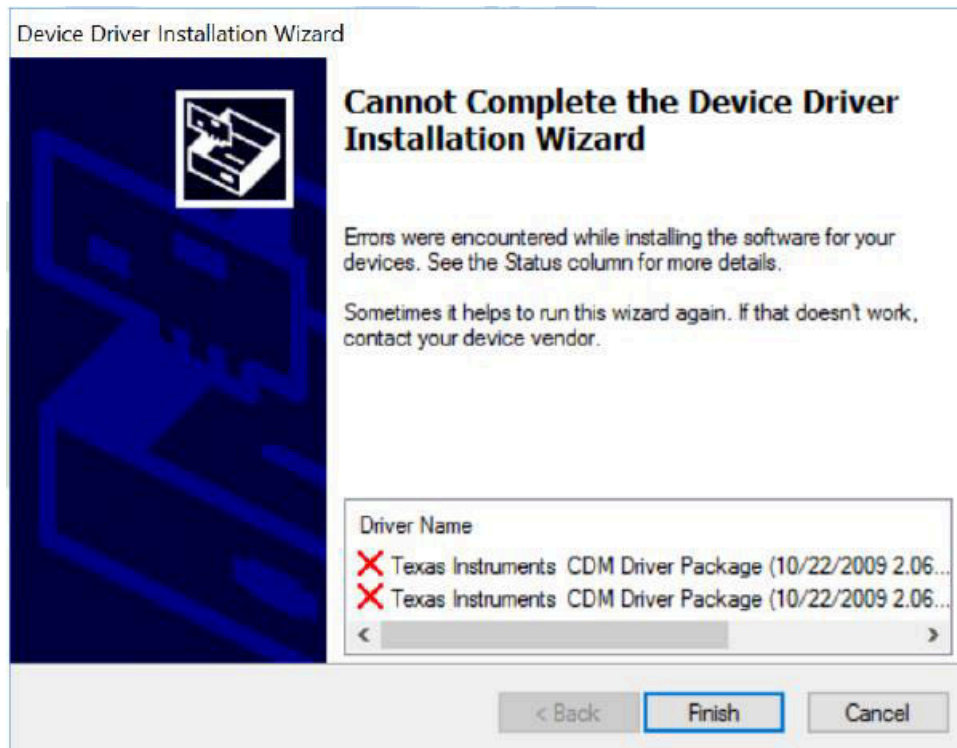 Device Driver Installation Wizard
Cannot Complete the Device Driver
Installation Wizard
Errors were encountered while installing the software for your
devices. See the Status column for more details.
Sometimes it helps to run this wizard again. If that doesn't work,
contact your device vendor.
Driver Name
Texas Instruments CDM Driver Package (10/22/2009 2.06...
Texas Instruments CDM Driver Package (10/22/2009 2.06...
< Back Finish Cancel